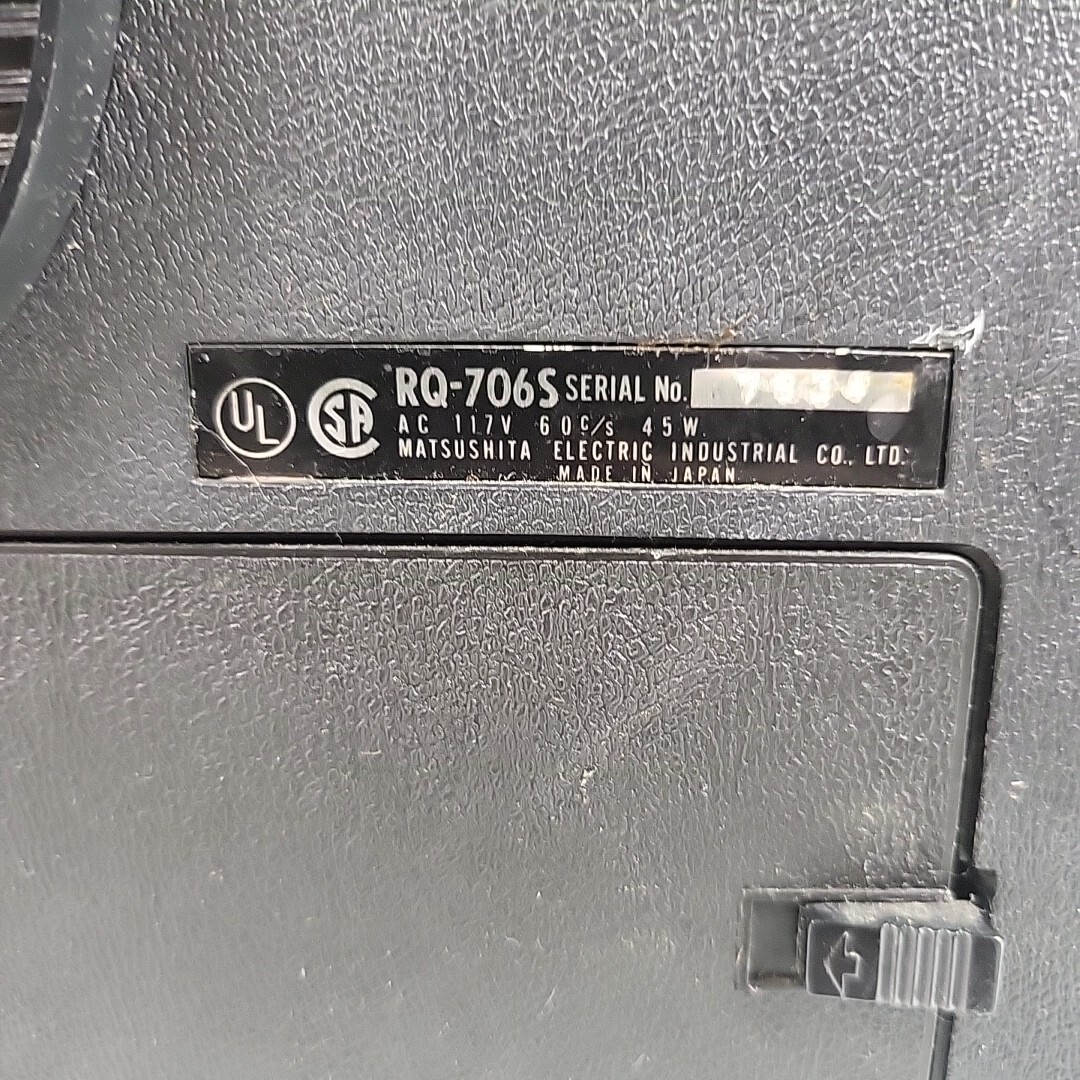 UL SA RQ-706S SERIAL No.
AC 117V 60C/S 45W.
MATSUSHITA ELECTRIC INDUSTRIAL CO., LTD.
MADE IN JAPAN